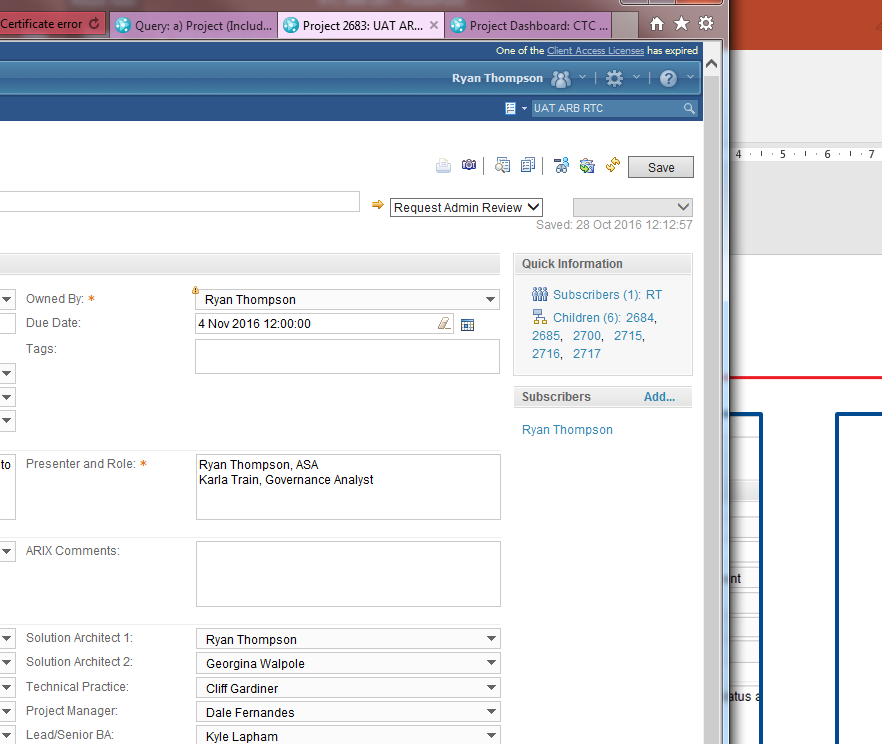 Certificate error
Query: a) Project (Includ...
Project 2683: UAT AR...
Project Dashboard: CTC ...
One of the Client Access Licenses has expired
Ryan Thompson
UAT ARB RTC
4 5 6 7
Save
Request Admin Review
Saved: 28 Oct 2016 12:12:57
Quick Information
Owned By: *
Ryan Thompson
Subscribers (1): RT
Due Date:
4 Nov 2016 12:00:00
Children (6): 2684,
2685, 2700, 2715,
2716, 2717
Tags:
Subscribers Add...
Ryan Thompson
to
Presenter and Role: *
Ryan Thompson, ASA
Karla Train, Governance Analyst
ARIX Comments:
nt
Solution Architect 1:
Ryan Thompson
Solution Architect 2:
Georgina Walpole
Technical Practice:
Cliff Gardiner
atus a
Project Manager:
Dale Fernandes
Lead/Senior BA:
Kyle Lapham